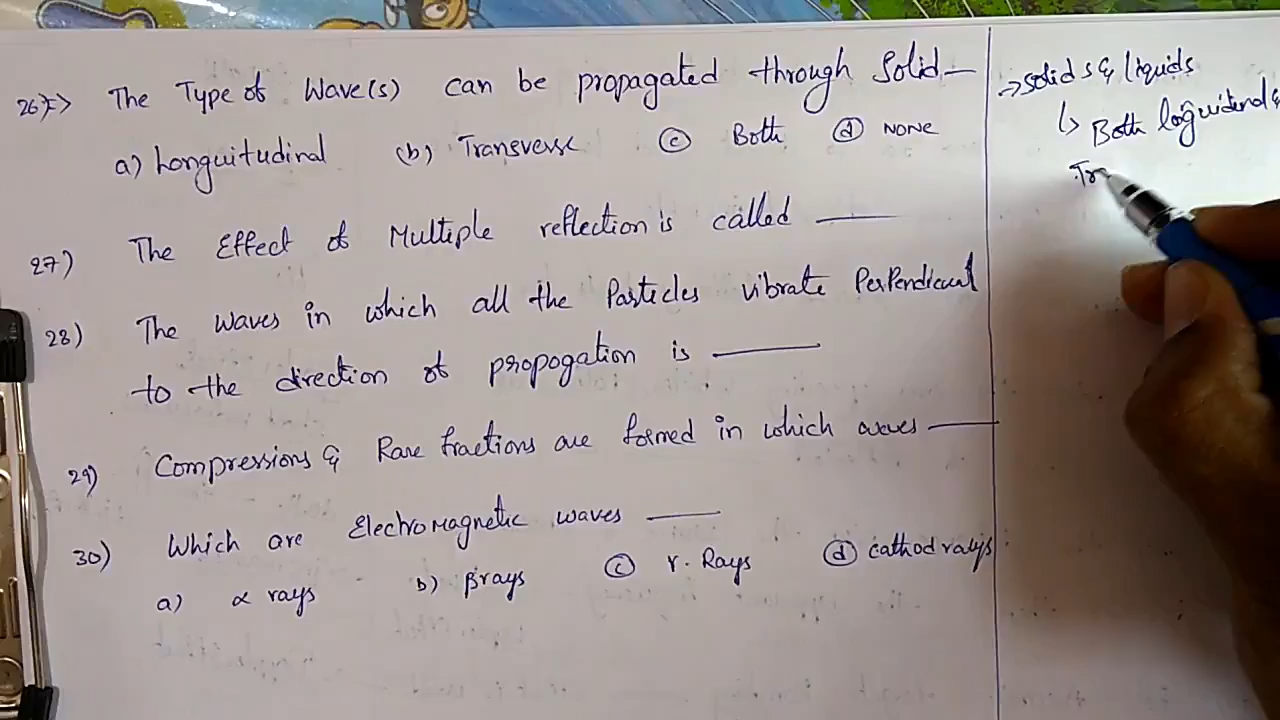 26) => The Type of Wave(s) can be propagated through Solid—
a) Longuitudinal (b) Transverse (c) Both (d) NONE
27) The Effect of Multiple reflection is called ——
28) The waves in which all the Particles vibrate PerPendicual
to the direction of propogation is ——
29) Compressions & Rare fractions are formed in which waves ——
30) Which are Electromagnetic waves ——
a) α rays b) β rays (c) γ. Rays (d) cathod rays
→ Solids & liquids
↳ Both
Tr